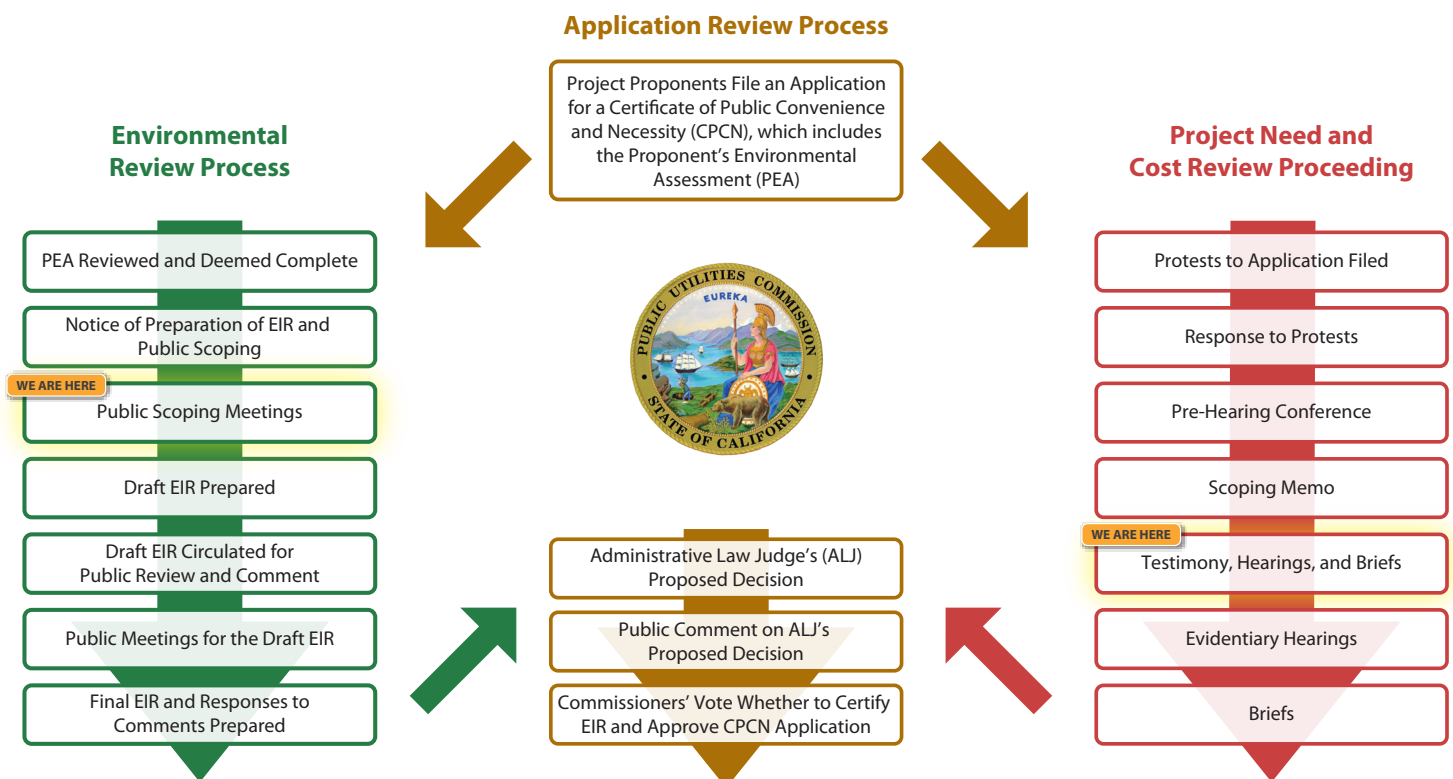 Application Review Process
Project Proponents File an Application
for a Certificate of Public Convenience
and Necessity (CPCN), which includes
the Proponent's Environmental
Assessment (PEA)
Environmental
Review Process
PEA Reviewed and Deemed Complete
Notice of Preparation of EIR and
Public Scoping
WE ARE HERE
Public Scoping Meetings
Draft EIR Prepared
Draft EIR Circulated for
Public Review and Comment
Public Meetings for the Draft EIR
Final EIR and Responses to
Comments Prepared
PUBLIC UTILITIES COMMISSION
EUREKA
STATE OF CALIFORNIA
Administrative Law Judge's (ALJ)
Proposed Decision
Public Comment on ALJ's
Proposed Decision
Commissioners' Vote Whether to Certify
EIR and Approve CPCN Application
Project Need and
Cost Review Proceeding
Protests to Application Filed
Response to Protests
Pre-Hearing Conference
Scoping Memo
WE ARE HERE
Testimony, Hearings, and Briefs
Evidentiary Hearings
Briefs